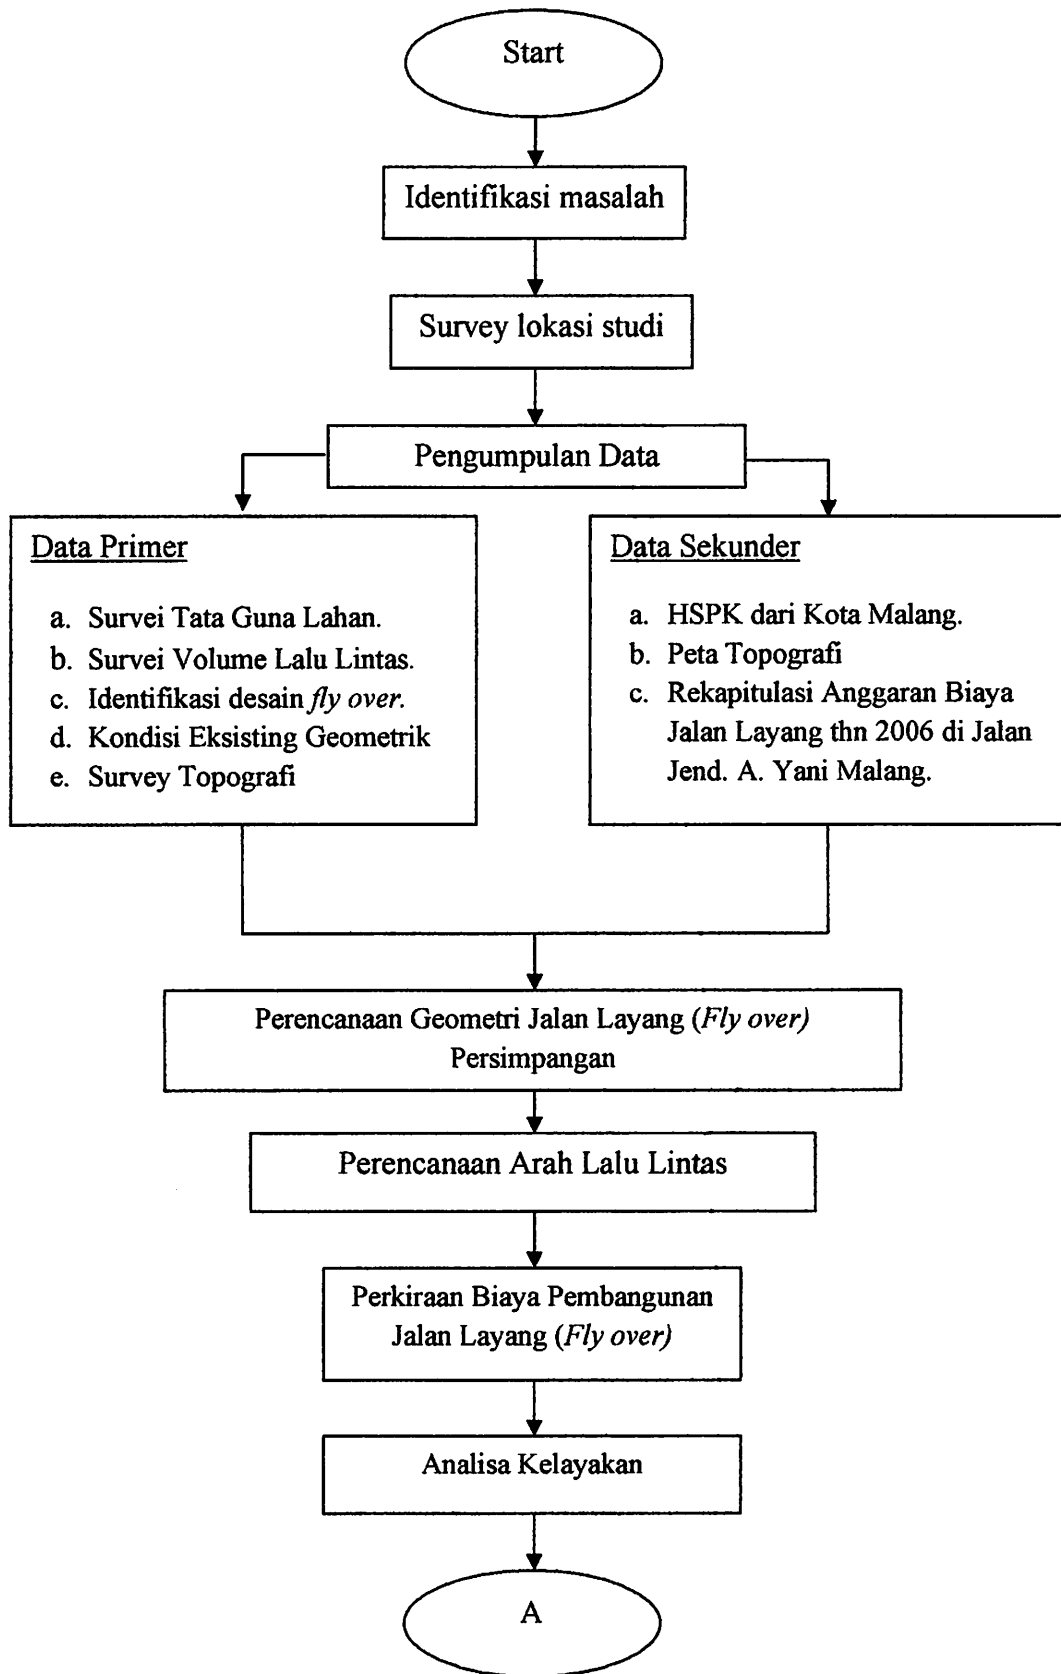 Start
Identifikasi masalah
Survey lokasi studi
Pengumpulan Data
Data Primer
a. Survei Tata Guna Lahan.
b. Survei Volume Lalu Lintas.
c. Identifikasi desain fly over.
d. Kondisi Eksisting Geometrik
e. Survey Topografi
Data Sekunder
a. HSPK dari Kota Malang.
b. Peta Topografi
c. Rekapitulasi Anggaran Biaya
Jalan Layang thn 2006 di Jalan
Jend. A. Yani Malang.
Perencanaan Geometri Jalan Layang (Fly over)
Persimpangan
Perencanaan Arah Lalu Lintas
Perkiraan Biaya Pembangunan
Jalan Layang (Fly over)
Analisa Kelayakan
A